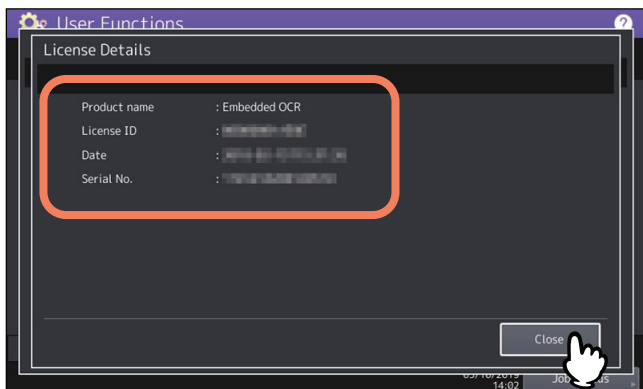 User Functions
?
License Details
Product name : Embedded OCR
License ID :
Date :
Serial No. :
Close
14:02